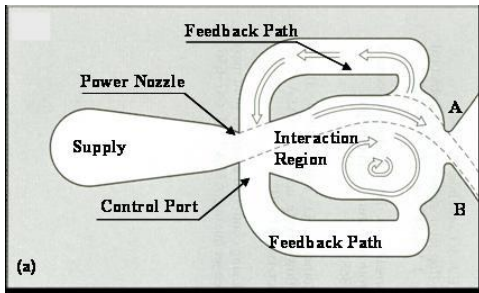 Feedback Path
Power Nozzle
A
Supply
Interaction
Region
Control Port
B
Feedback Path
(a)